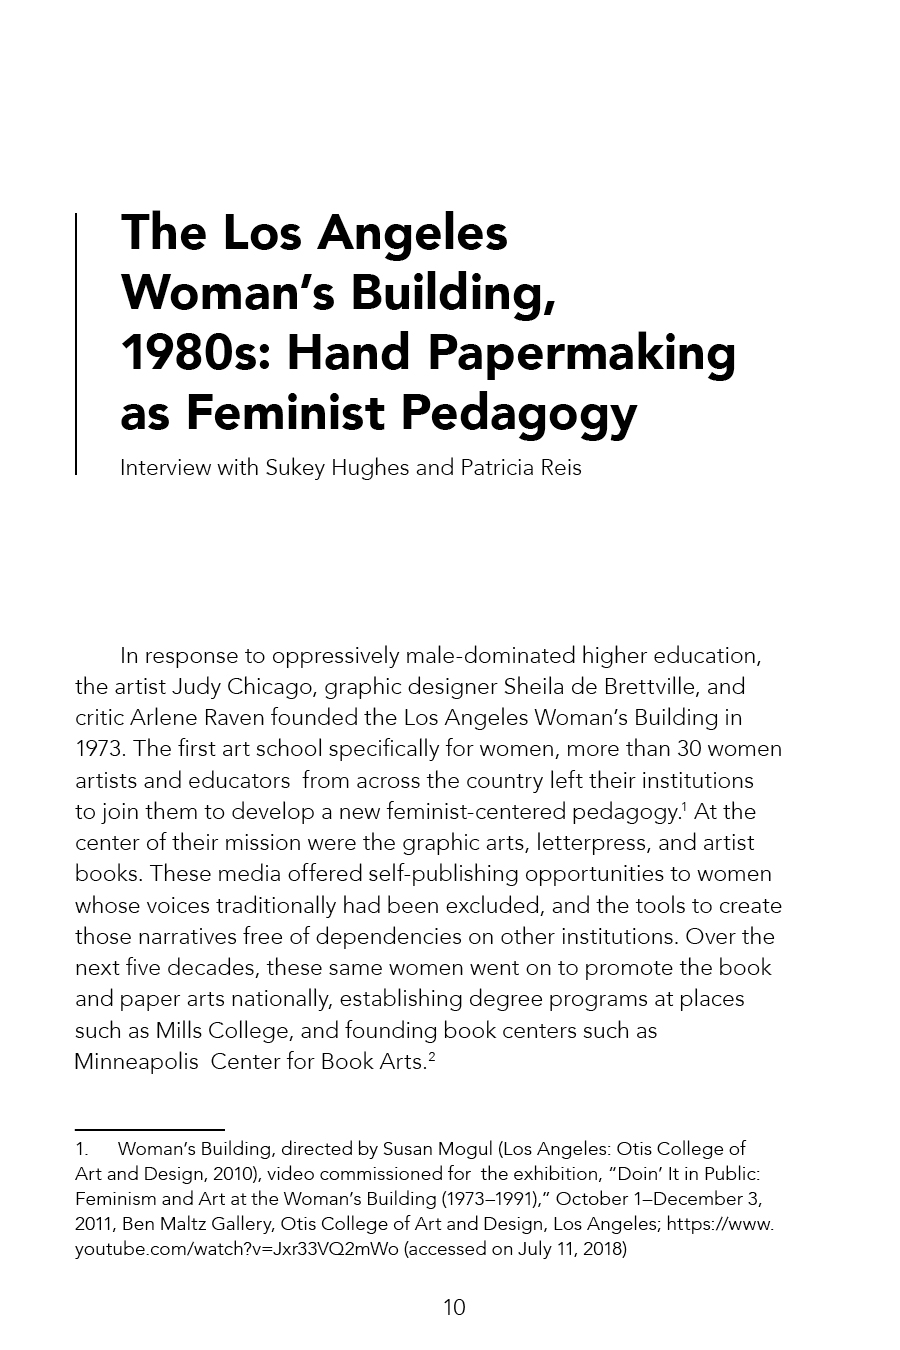 The Los Angeles
Woman’s Building,
1980s: Hand Papermaking
as Feminist Pedagogy
Interview with Sukey Hughes and Patricia Reis
In response to oppressively male-dominated higher education,
the artist Judy Chicago, graphic designer Sheila de Brettville, and
critic Arlene Raven founded the Los Angeles Woman’s Building in
1973. The first art school specifically for women, more than 30 women
artists and educators  from across the country left their institutions
to join them to develop a new feminist-centered pedagogy.¹ At the
center of their mission were the graphic arts, letterpress, and artist
books. These media offered self-publishing opportunities to women
whose voices traditionally had been excluded, and the tools to create
those narratives free of dependencies on other institutions. Over the
next five decades, these same women went on to promote the book
and paper arts nationally, establishing degree programs at places
such as Mills College, and founding book centers such as
Minneapolis  Center for Book Arts.²
1. Woman’s Building, directed by Susan Mogul (Los Angeles: Otis College of
Art and Design, 2010), video commissioned for  the exhibition, “Doin’ It in Public:
Feminism and Art at the Woman’s Building (1973–1991),” October 1–December 3,
2011, Ben Maltz Gallery, Otis College of Art and Design, Los Angeles; https://www.
youtube.com/watch?v=Jxr33VQ2mWo (accessed on July 11, 2018)
10